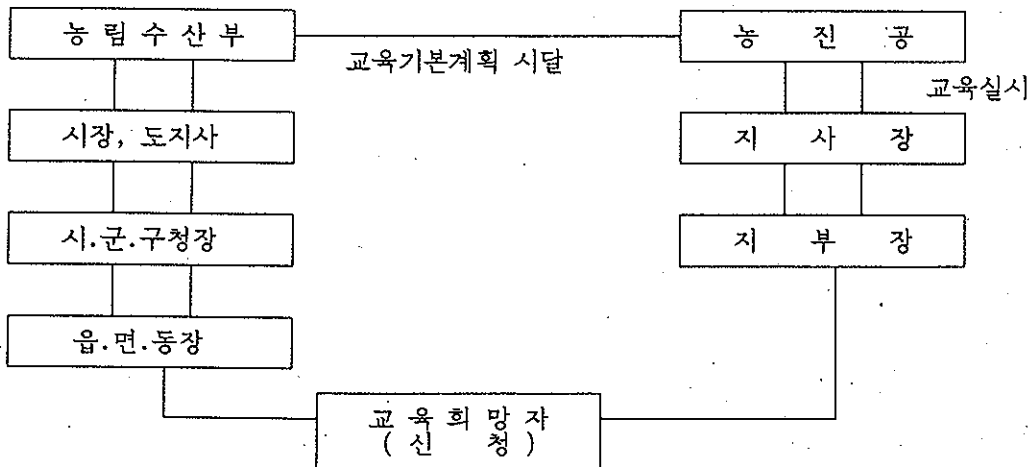 농 림 수 산 부
농 진 공
교육기본계획 시달
교육실시
시장, 도지사
지 사 장
시.군.구청장
지 부 장
읍.면.동장
교 육 희 망 자
( 신 청 )